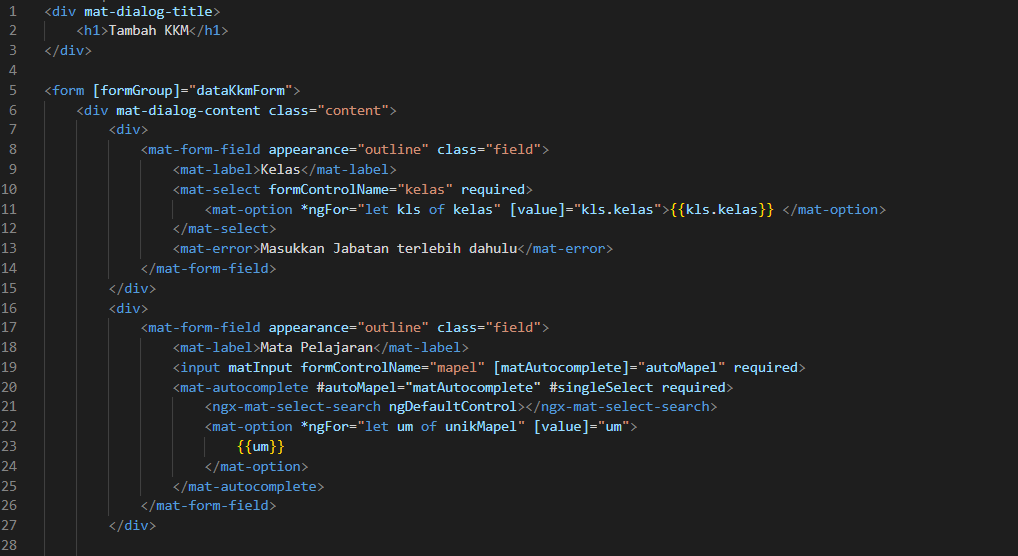 1 <div mat-dialog-title>
2 <h1>Tambah KKM</h1>
3 </div>
4
5 <form [formGroup]="dataKkmForm">
6 <div mat-dialog-content class="content">
7 <div>
8 <mat-form-field appearance="outline" class="field">
9 <mat-label>Kelas</mat-label>
10 <mat-select formControlName="kelas" required>
11 <mat-option *ngFor="let kls of kelas" [value]="kls.kelas">{{kls.kelas}} </mat-option>
12 </mat-select>
13 <mat-error>Masukkan Jabatan terlebih dahulu</mat-error>
14 </mat-form-field>
15 </div>
16 <div>
17 <mat-form-field appearance="outline" class="field">
18 <mat-label>Mata Pelajaran</mat-label>
19 <input matInput formControlName="mapel" [matAutocomplete]="autoMapel" required>
20 <mat-autocomplete #autoMapel="matAutocomplete" #singleSelect required>
21 <ngx-mat-select-search ngDefaultControl></ngx-mat-select-search>
22 <mat-option *ngFor="let um of unikMapel" [value]="um">
23 {{um}}
24 </mat-option>
25 </mat-autocomplete>
26 </mat-form-field>
27 </div>
28